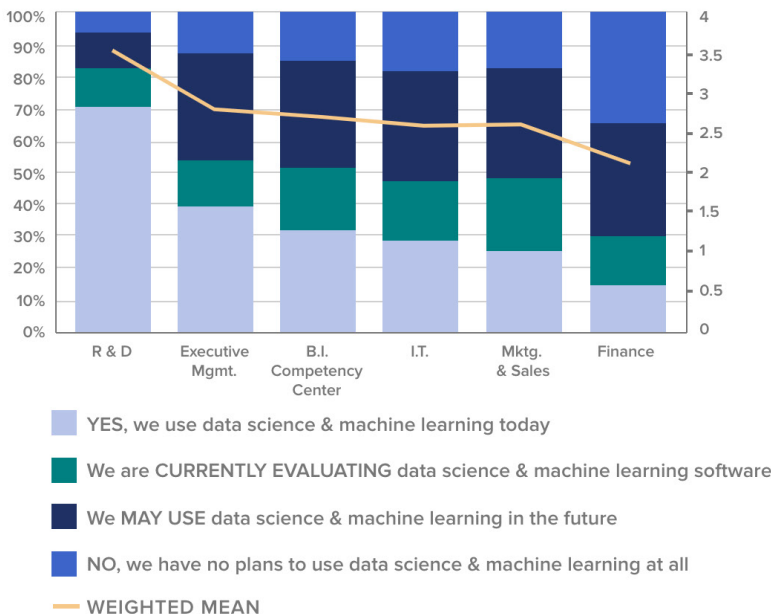 100%
90%
80%
70%
60%
50%
40%
30%
20%
10%
0%
4
3.5
3
2.5
2
1.5
1
0.5
0
R & D
Executive
Mgmt.
B.I.
Competency
Center
I.T.
Mktg.
& Sales
Finance
YES, we use data science & machine learning today
We are CURRENTLY EVALUATING data science & machine learning software
We MAY USE data science & machine learning in the future
NO, we have no plans to use data science & machine learning at all
WEIGHTED MEAN